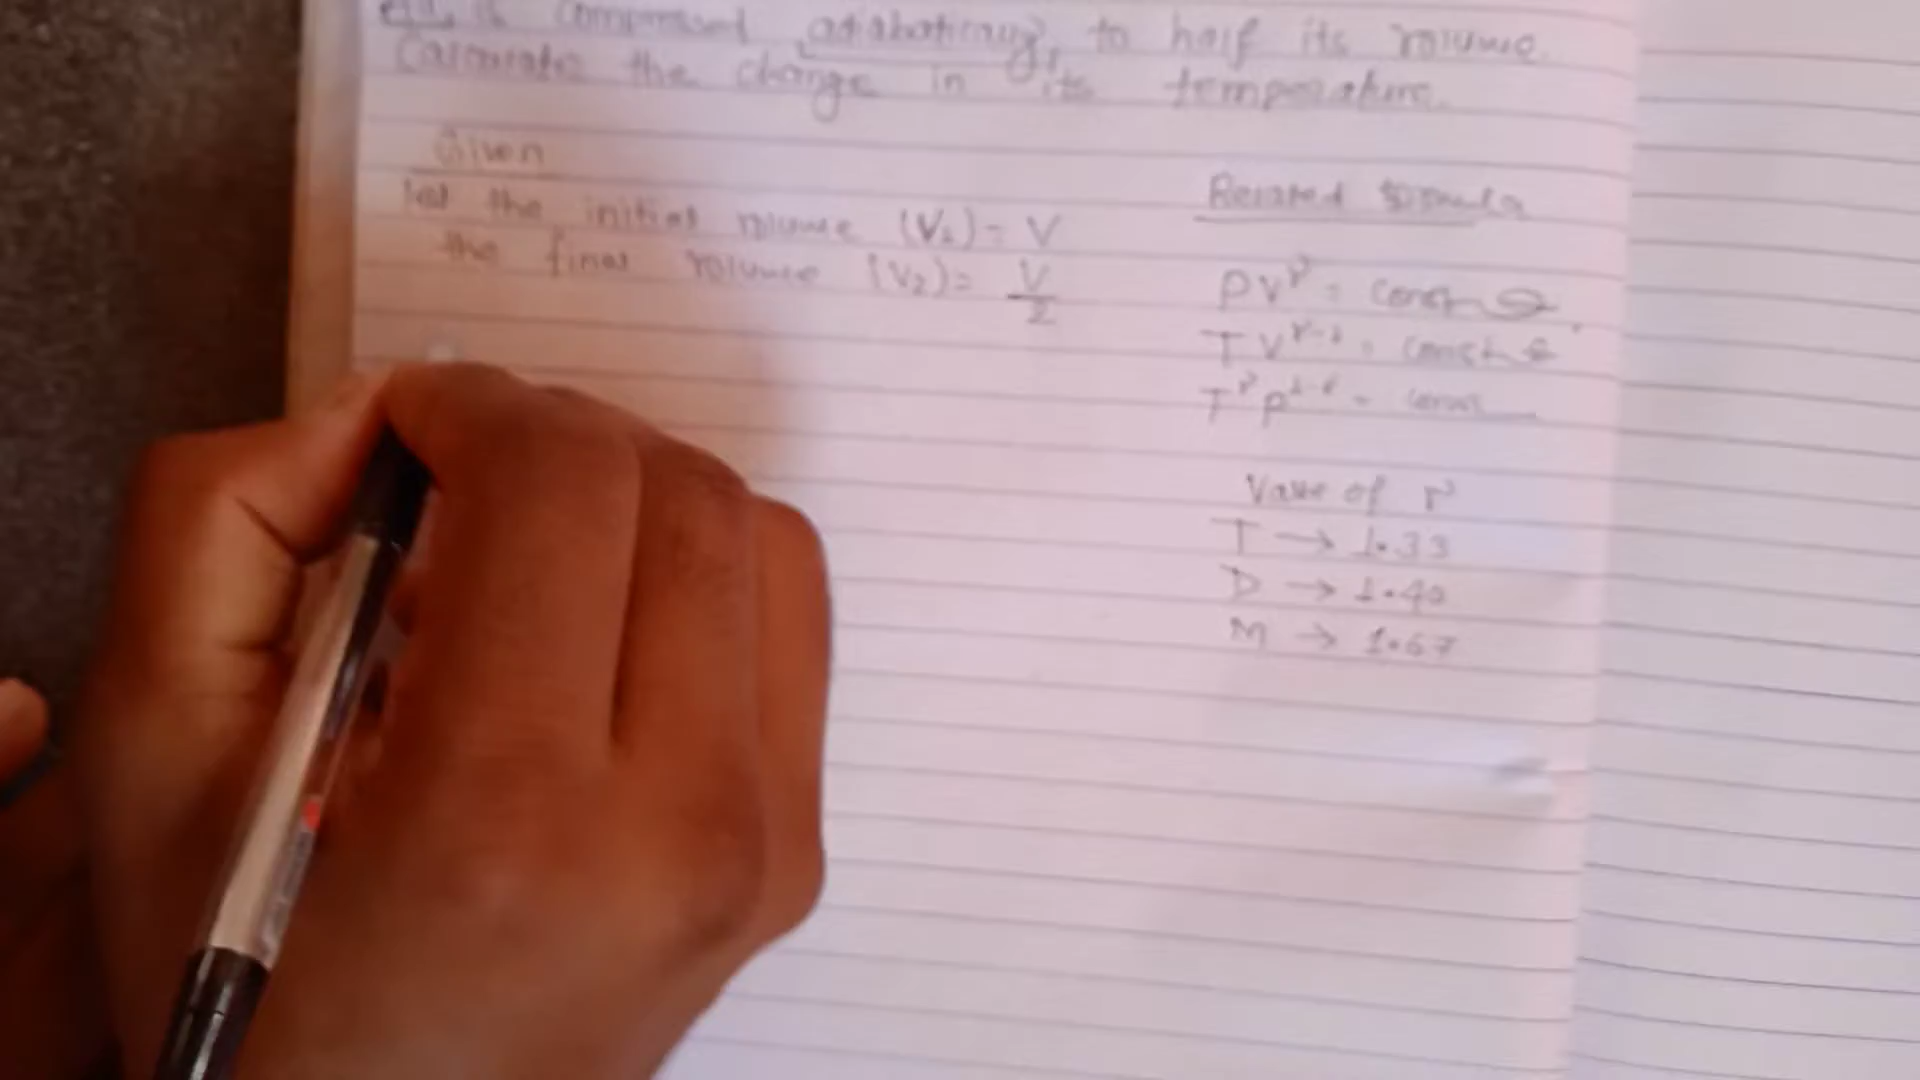 is compressed adiabatically, to half its volume.
Calculate the change in its temperature.
Given
let the initial volume (V₁) = V
the final volume (V₂) = V/2
Related formula
PV^γ = const
TV^γ-1 = const
T^γ P^1-γ = const
Value of γ
T → 1.33
D → 1.40
M → 1.67